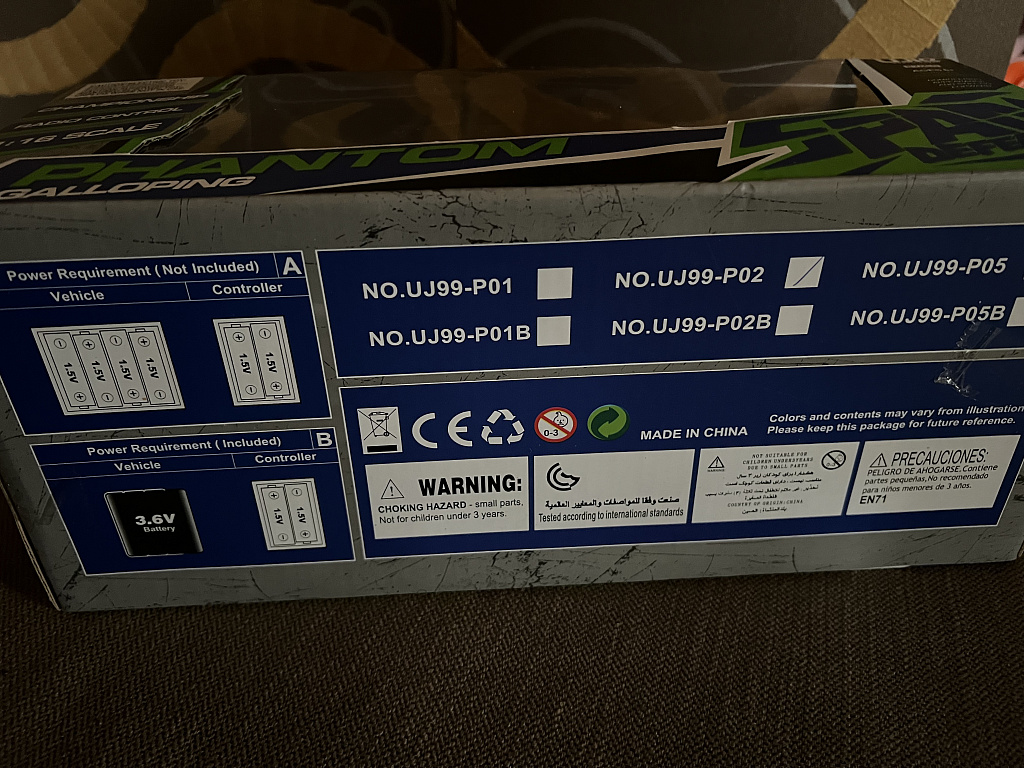 RADIO CONTROL
1:16 SCALE
PHANTOM
GALLOPING
Power Requirement ( Not Included) A
Vehicle Controller
1.5V 1.5V 1.5V 1.5V
1.5V 1.5V
Power Requirement ( Included) B
Vehicle Controller
3.6V
Battery
1.5V 1.5V
NO.UJ99-P01
NO.UJ99-P02
NO.UJ99-P05
NO.UJ99-P01B
NO.UJ99-P02B
NO.UJ99-P05B
CE
0-3
MADE IN CHINA
Colors and contents may vary from illustration
Please keep this package for future reference.
WARNING:
CHOKING HAZARD - small parts.
Not for children under 3 years.
صنعت وفقا للمواصفات والمعايير العلمية
Tested according to international standards
NOT SUITABLE FOR
CHILDREN UNDER3YEARS
DUE TO SMALL PARTS
COUNTRY OF ORIGIN:CHINA
PRECAUCIONES:
PELIGRO DE AHOGARSE.Contiene
partes pequeñas,No recomendado
para niños menores de 3 años.
EN71